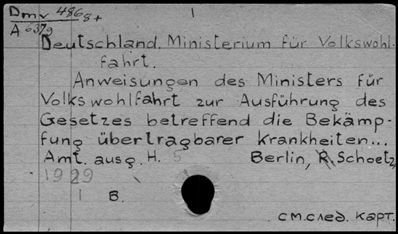 Dmv 4868+
A 6379
Deutschland. Ministerium für Volkswohl-
fahrt.
Anweisungen des Ministers für
Volkswohlfahrt zur Ausführung des
Gesetzes betreffend die Bekämp-
fung übertragbarer Krankheiten...
Amt. ausg. H. 5 Berlin, R. Schoetz,
1929
1 B.
см.след. карт.